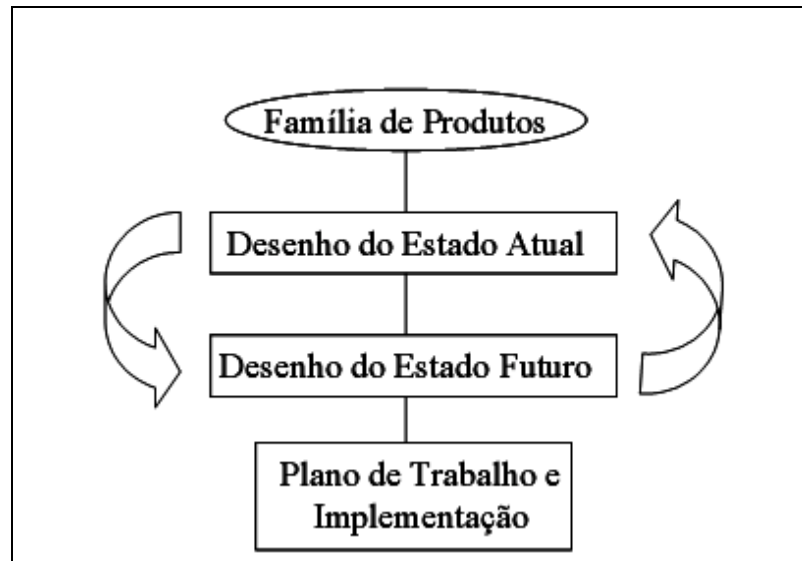 Família de Produtos
Desenho do Estado Atual
Desenho do Estado Futuro
Plano de Trabalho e
Implementação